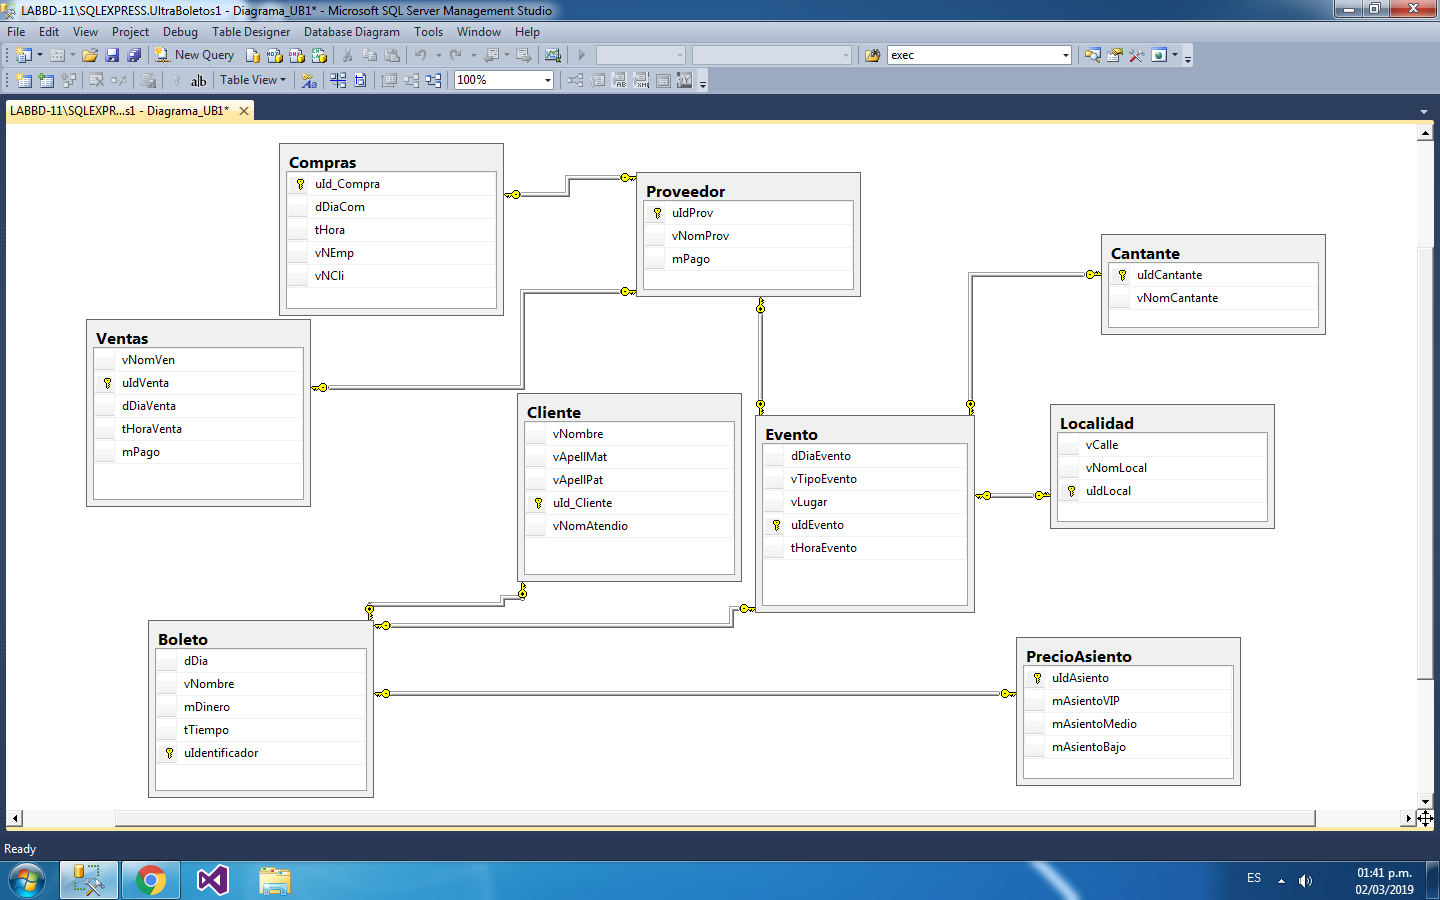 LABBD-11\SQLEXPRESS.UltraBoletos1 - Diagrama_UB1* - Microsoft SQL Server Management Studio
File Edit View Project Debug Table Designer Database Diagram Tools Window Help
New Query exec
ab Table View 100%
LABBD-11\SQLEXPR...s1 - Diagrama_UB1*
Compras
uId_Compra
dDiaCom
tHora
vNEmp
vNCli
Proveedor
uIdProv
vNomProv
mPago
Cantante
uIdCantante
vNomCantante
Ventas
vNomVen
uIdVenta
dDiaVenta
tHoraVenta
mPago
Cliente
vNombre
vApellMat
vApellPat
uId_Cliente
vNomAtendio
Evento
dDiaEvento
vTipoEvento
vLugar
uIdEvento
tHoraEvento
Localidad
vCalle
vNomLocal
uIdLocal
Boleto
dDia
vNombre
mDinero
tTiempo
uIdentificador
PrecioAsiento
uIdAsiento
mAsientoVIP
mAsientoMedio
mAsientoBajo
Ready
ES
01:41 p.m.
02/03/2019